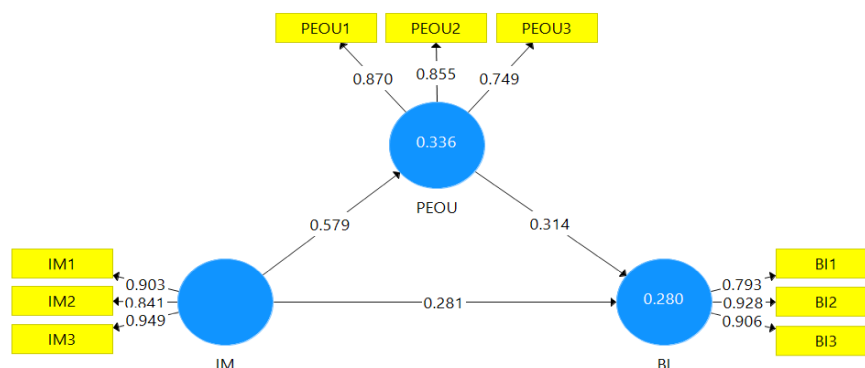 PEOU1 PEOU2 PEOU3
0.870 0.855 0.749
0.336
PEOU
0.579 0.314
IM1
IM2
IM3
0.903
0.841
0.949
IM
0.281
0.280
BI
0.793
0.928
0.906
BI1
BI2
BI3